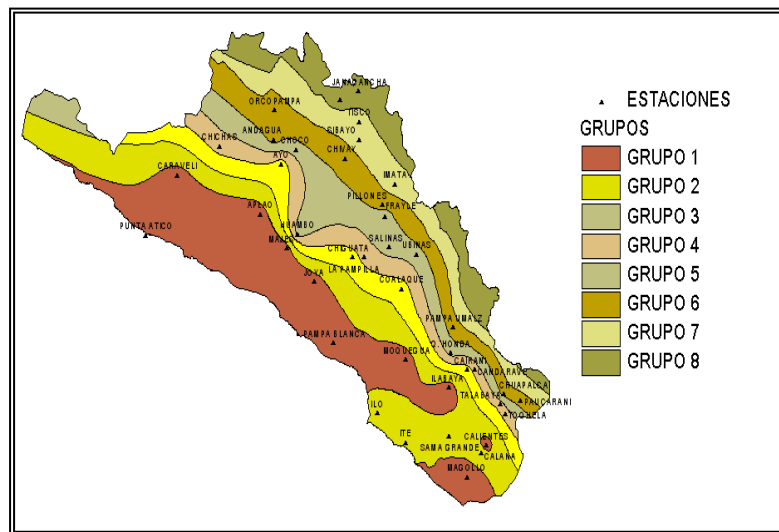 JANACANCHA
ORCOPAMPA
TISCO
ANDAGUA
SIBAYO
CHICHAS
CHOCO
CHIVAY
AYO
CARAVELI
IMATA
PILLONES
APLAO
FRAYLE
PUNTA ATICO
HUAMBO
MAJES
CHIGUATA
SALINAS
UBINAS
LA PAMPILLA
JOYA
COALAQUE
PAMPA UMALZ
PAMPA BLANCA
MOQUEGUA
Q. HONDA
CAIRANI
CANDARAVE
ILABAYA
TALABAYA
CHUAPALCA
PAUCARANI
ILO
TOQUELA
ITE
CALIENTES
SAMA GRANDE
CALANA
MAGOLLO
ESTACIONES
GRUPOS
GRUPO 1
GRUPO 2
GRUPO 3
GRUPO 4
GRUPO 5
GRUPO 6
GRUPO 7
GRUPO 8